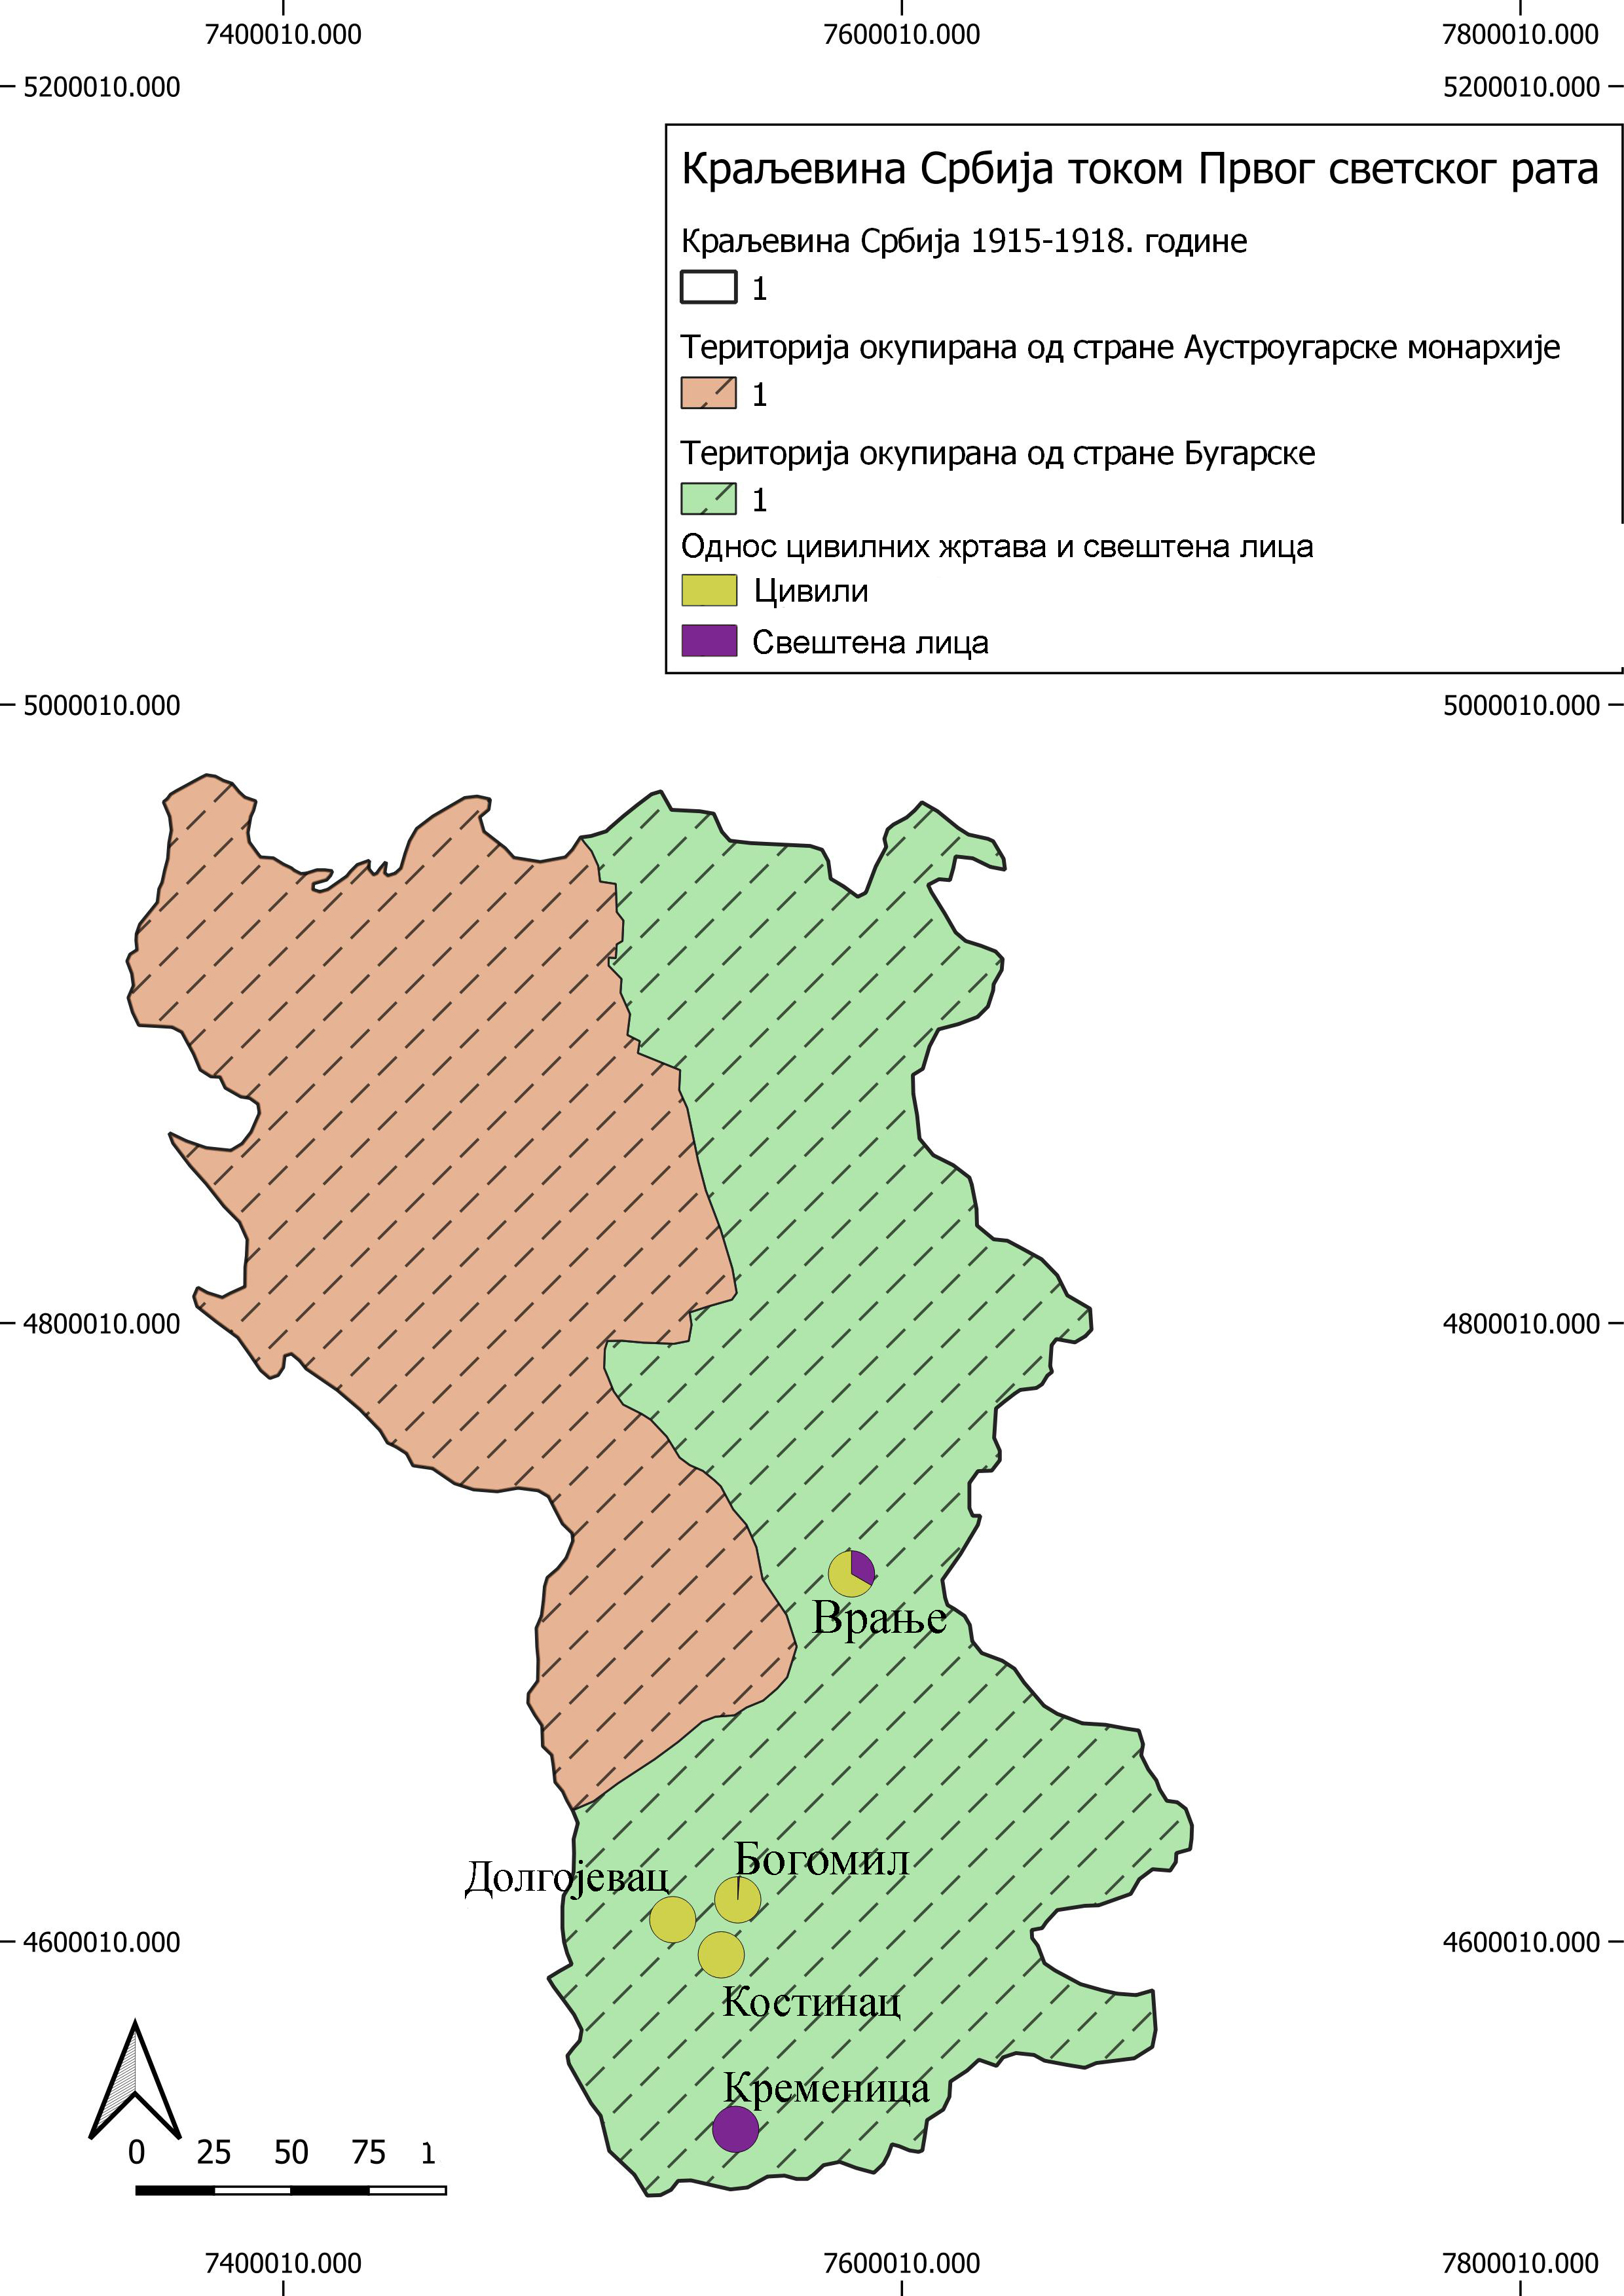 7400010.000 7600010.000 7800010.000
5200010.000 5200010.000
Краљевина Србија током Првог светског рата
Краљевина Србија 1915-1918. године
1
Територија окупирана од стране Аустроугарске монархије
1
Територија окупирана од стране Бугарске
1
Однос цивилних жртава и свештена лица
Цивили
Свештена лица
5000010.000 5000010.000
4800010.000 4800010.000
Врање
Богомил
Долгојевац
4600010.000 4600010.000
Костинац
Кременица
0 25 50 75
7400010.000 7600010.000 7800010.000